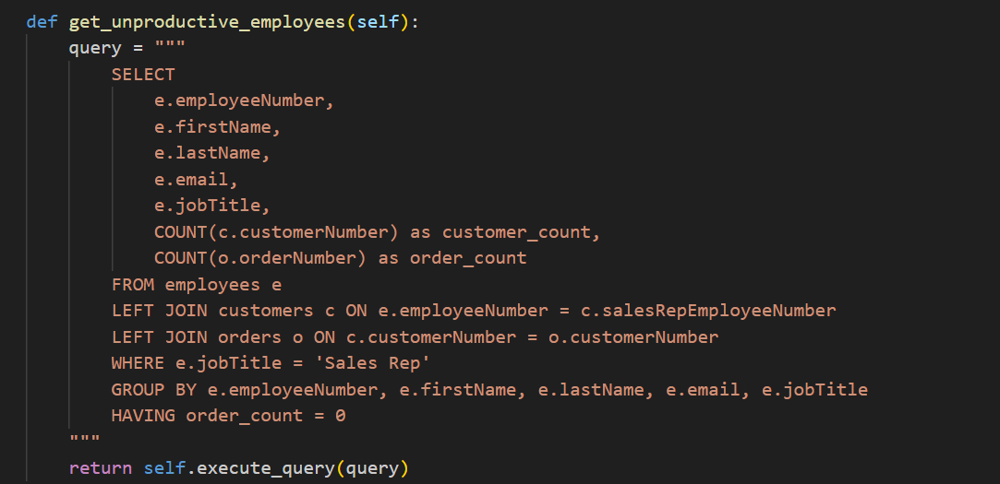 def get_unproductive_employees(self):
    query = """
        SELECT
            e.employeeNumber,
            e.firstName,
            e.lastName,
            e.email,
            e.jobTitle,
            COUNT(c.customerNumber) as customer_count,
            COUNT(o.orderNumber) as order_count
        FROM employees e
        LEFT JOIN customers c ON e.employeeNumber = c.salesRepEmployeeNumber
        LEFT JOIN orders o ON c.customerNumber = o.customerNumber
        WHERE e.jobTitle = 'Sales Rep'
        GROUP BY e.employeeNumber, e.firstName, e.lastName, e.email, e.jobTitle
        HAVING order_count = 0
    """
    return self.execute_query(query)